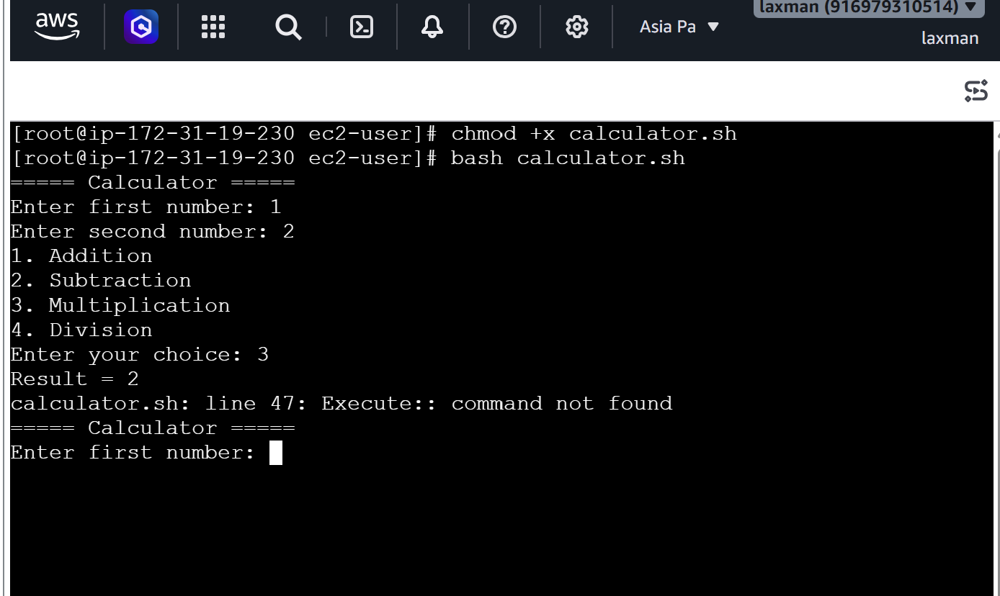 aws
Asia Pa
laxman (916979310514)
laxman
[root@ip-172-31-19-230 ec2-user]# chmod +x calculator.sh
[root@ip-172-31-19-230 ec2-user]# bash calculator.sh
===== Calculator =====
Enter first number: 1
Enter second number: 2
1. Addition
2. Subtraction
3. Multiplication
4. Division
Enter your choice: 3
Result = 2
calculator.sh: line 47: Execute:: command not found
===== Calculator =====
Enter first number: